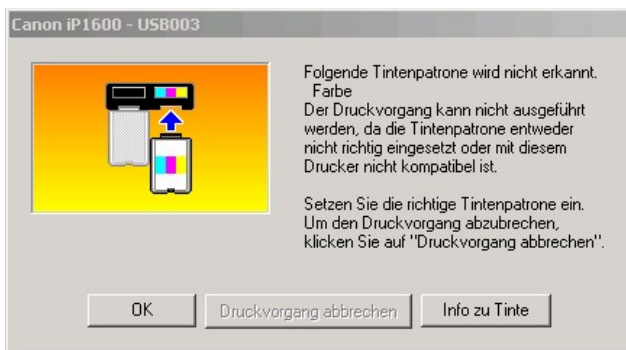 Canon iP1600 - USB003
Folgende Tintenpatrone wird nicht erkannt.
Farbe
Der Druckvorgang kann nicht ausgeführt
werden, da die Tintenpatrone entweder
nicht richtig eingesetzt oder mit diesem
Drucker nicht kompatibel ist.
Setzen Sie die richtige Tintenpatrone ein.
Um den Druckvorgang abzubrechen,
klicken Sie auf "Druckvorgang abbrechen".
OK
Druckvorgang abbrechen
Info zu Tinte